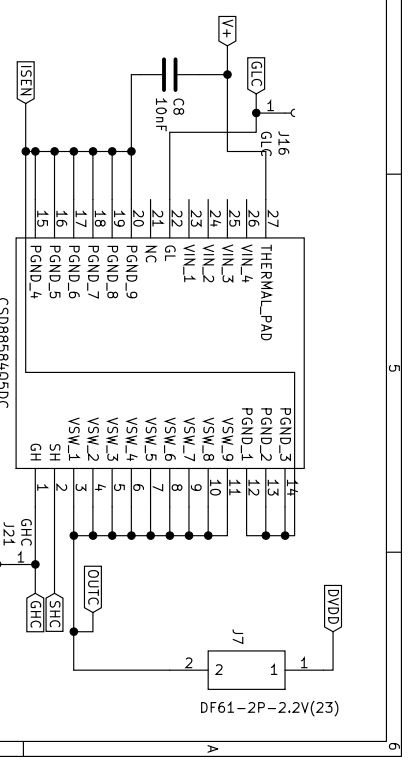 V+
GLC
1
J16
GLC
ISEN
C8
10nF
15
16
17
18
19
20
21
22
23
24
25
26
27
PGND_4
PGND_5
PGND_6
PGND_7
PGND_8
PGND_9
NC
GL
VIN_1
VIN_2
VIN_3
VIN_4
THERMAL_PAD
CSD88584Q5DC
GH
SH
VSW_1
VSW_2
VSW_3
VSW_4
VSW_5
VSW_6
VSW_7
VSW_8
VSW_9
PGND_1
PGND_2
PGND_3
1
2
3
4
5
6
7
8
9
10
11
12
13
14
GHC
J21
1
GHC
SHC
OUTC
DVDD
J7
2
2
1
1
DF61-2P-2.2V(23)
5
6
A